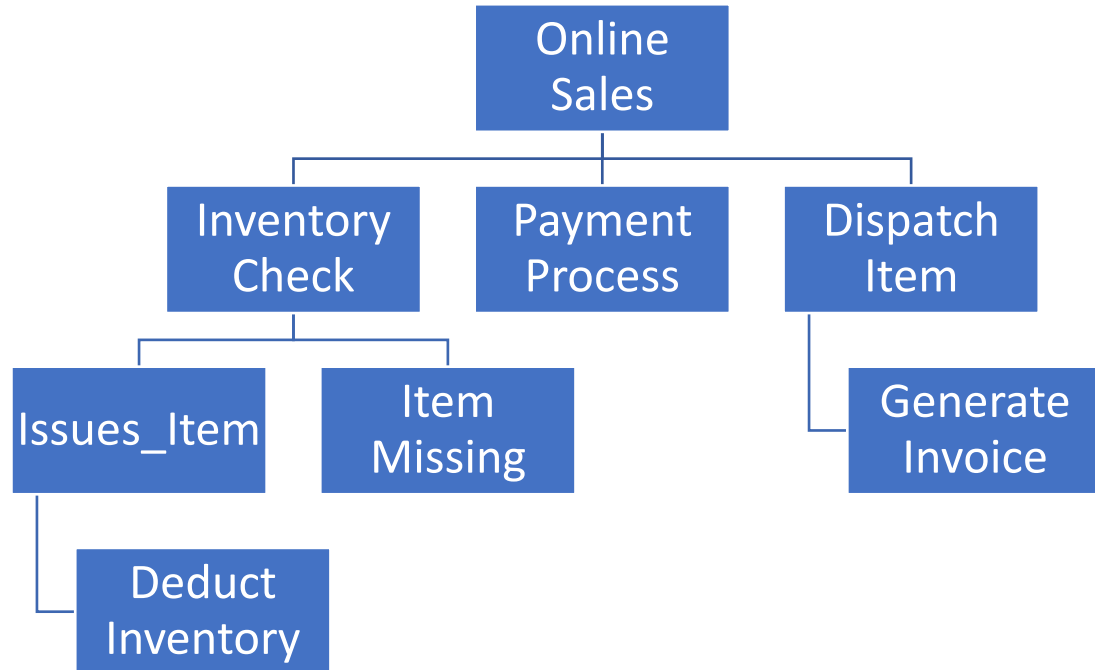 Online
Sales
Inventory
Check
Payment
Process
Dispatch
Item
Issues_Item
Item
Missing
Generate
Invoice
Deduct
Inventory